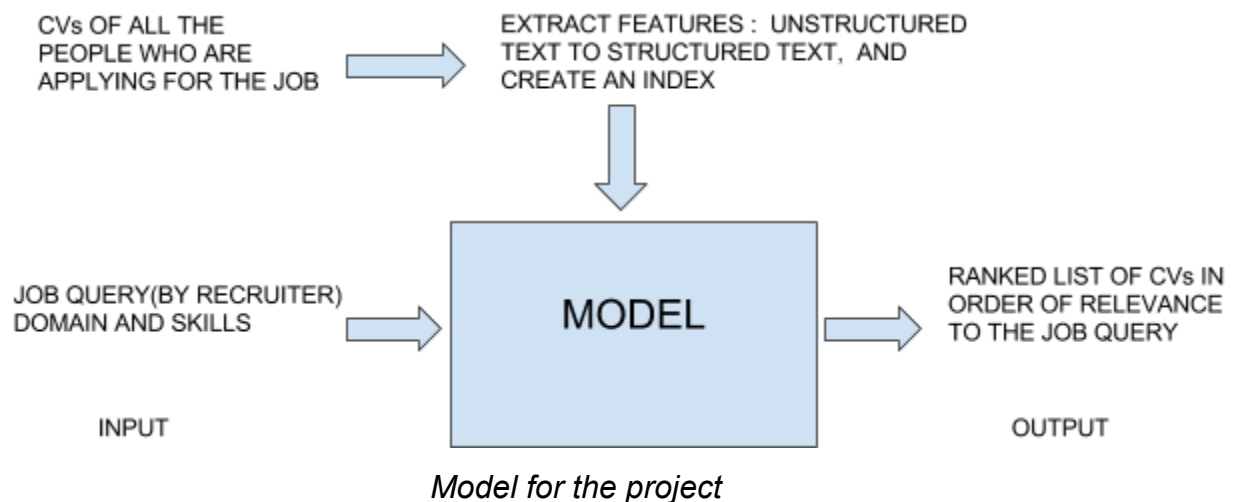 CVs OF ALL THE
PEOPLE WHO ARE
APPLYING FOR THE JOB
EXTRACT FEATURES : UNSTRUCTURED
TEXT TO STRUCTURED TEXT, AND
CREATE AN INDEX
JOB QUERY(BY RECRUITER)
DOMAIN AND SKILLS
MODEL
RANKED LIST OF CVs IN
ORDER OF RELEVANCE
TO THE JOB QUERY
INPUT
OUTPUT
Model for the project